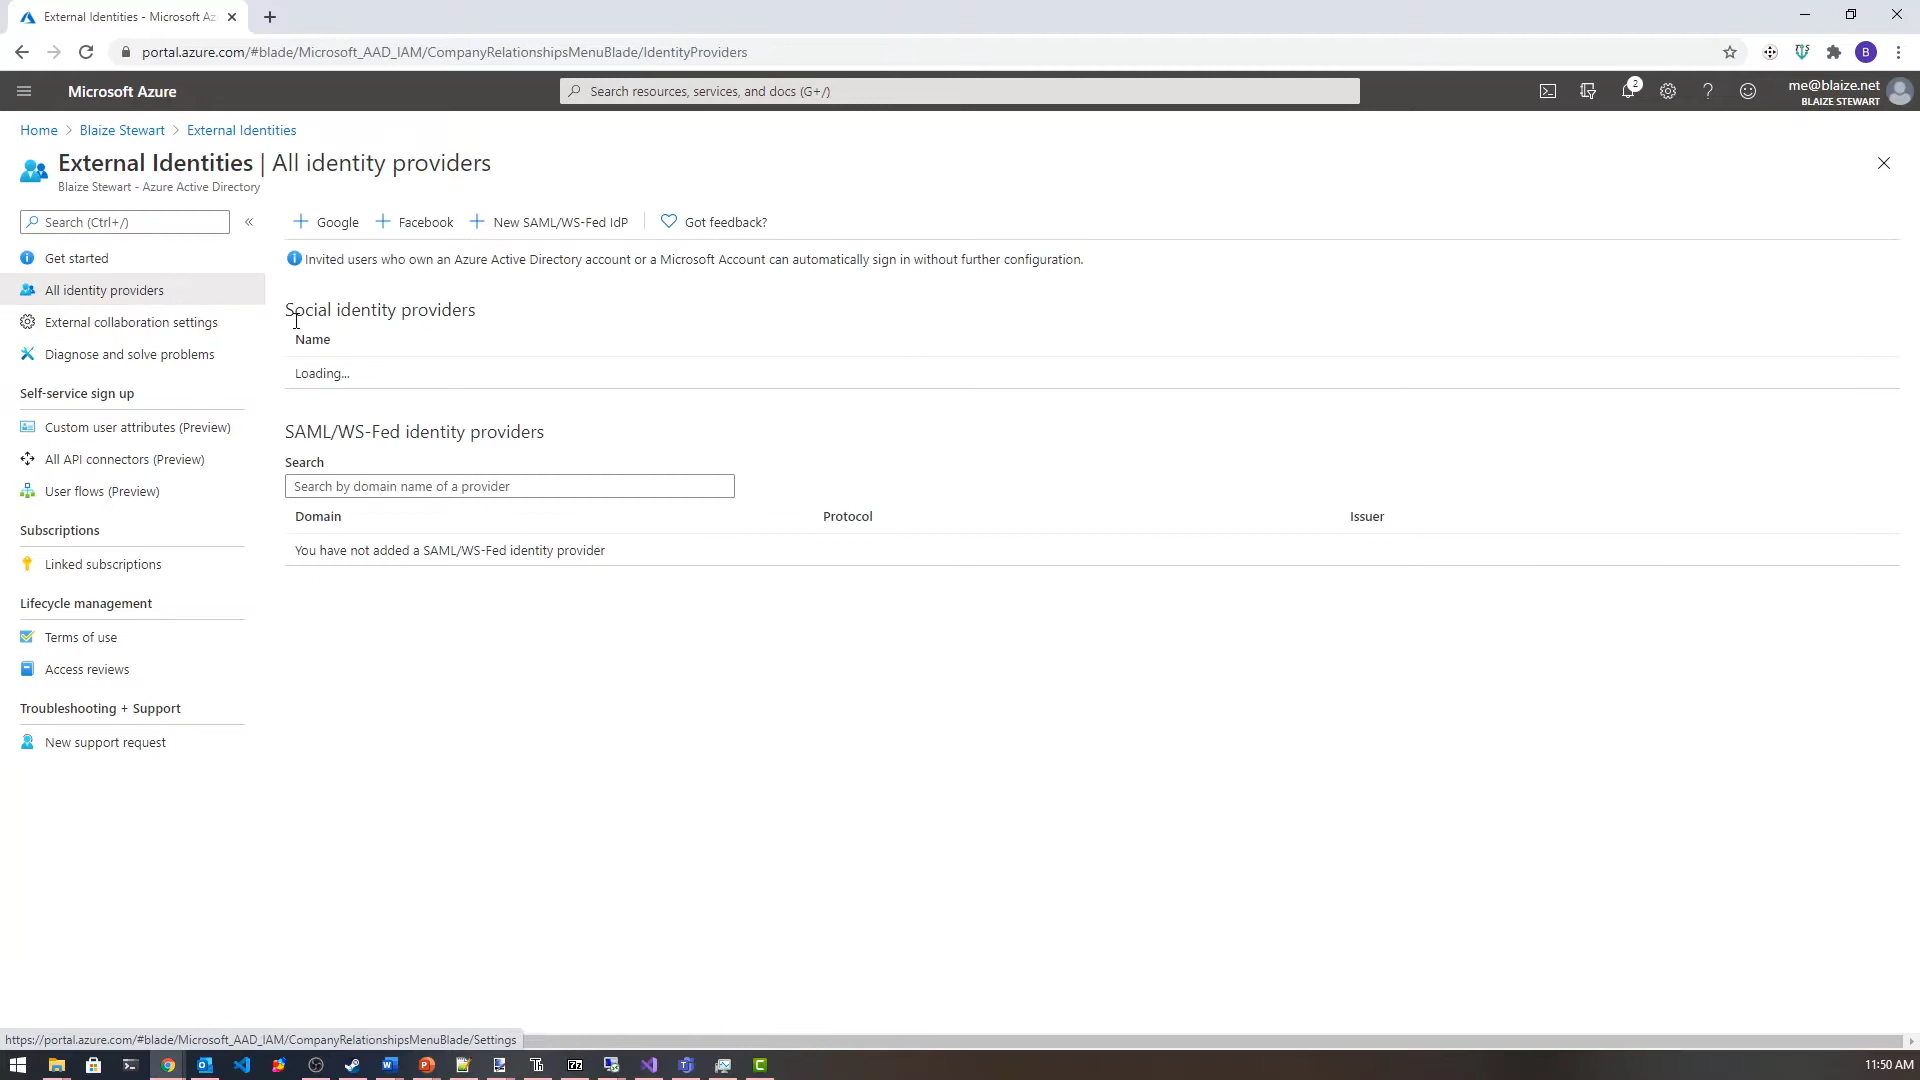 External Identities - Microsoft Az
portal.azure.com/#blade/Microsoft_AAD_IAM/CompanyRelationshipsMenuBlade/IdentityProviders
B
Microsoft Azure
Search resources, services, and docs (G+/)
2
me@blaize.net
BLAIZE STEWART
Home > Blaize Stewart > External Identities
External Identities | All identity providers
Blaize Stewart - Azure Active Directory
Search (Ctrl+/)
Get started
All identity providers
External collaboration settings
Diagnose and solve problems
Self-service sign up
Custom user attributes (Preview)
All API connectors (Preview)
User flows (Preview)
Subscriptions
Linked subscriptions
Lifecycle management
Terms of use
Access reviews
Troubleshooting + Support
New support request
Google
Facebook
New SAML/WS-Fed IdP
Got feedback?
Invited users who own an Azure Active Directory account or a Microsoft Account can automatically sign in without further configuration.
Social identity providers
Name
Loading...
SAML/WS-Fed identity providers
Search
Search by domain name of a provider
Domain Protocol Issuer
You have not added a SAML/WS-Fed identity provider
https://portal.azure.com/#blade/Microsoft_AAD_IAM/CompanyRelationshipsMenuBlade/Settings
11:50 AM